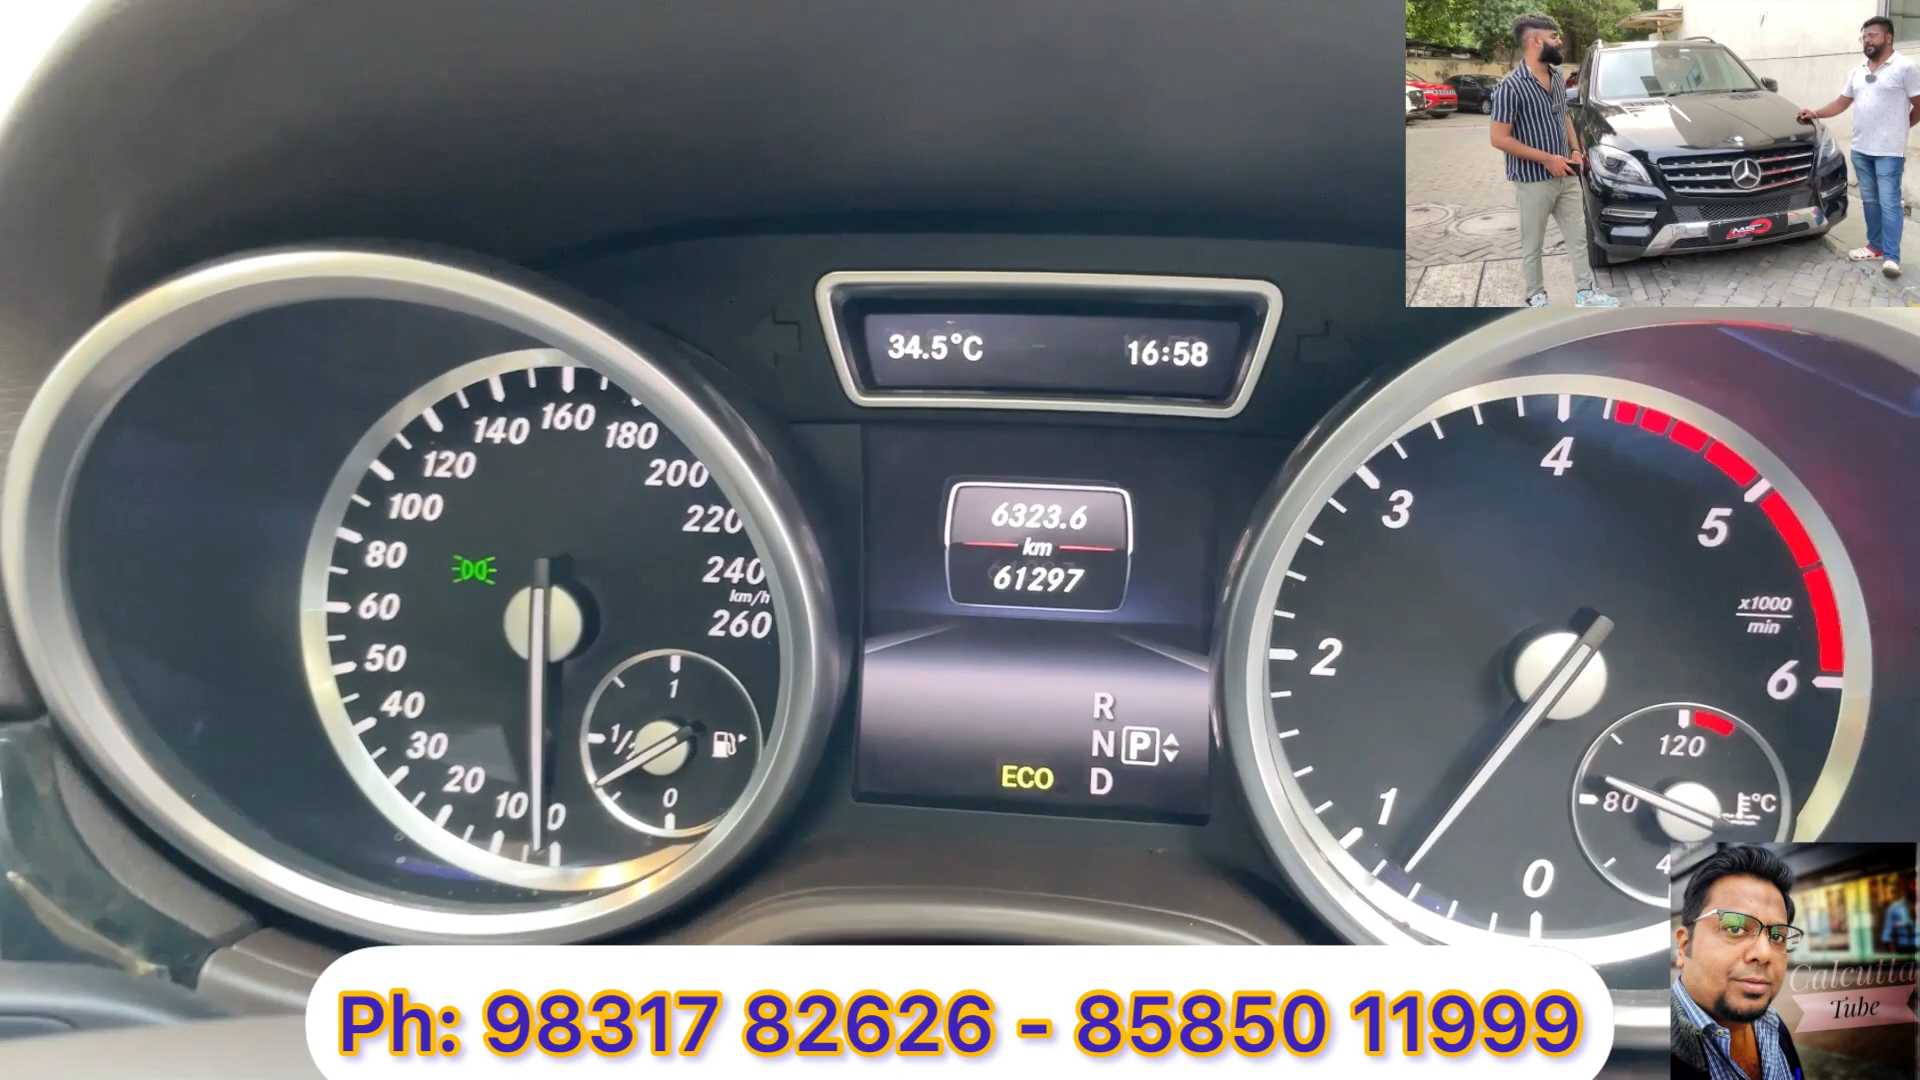 34.5°C 16:58
6323.6
km
61297
R
N P
D
ECO
160
140 180
120 200
100 220
80 240
km/h
60 260
50
40
30
20
10 0
1
1/2
0
4
3 5
x1000
min
2 6
1
0
120
80 °C
4
MS
Calcutta
Tube
Ph: 98317 82626 - 85850 11999